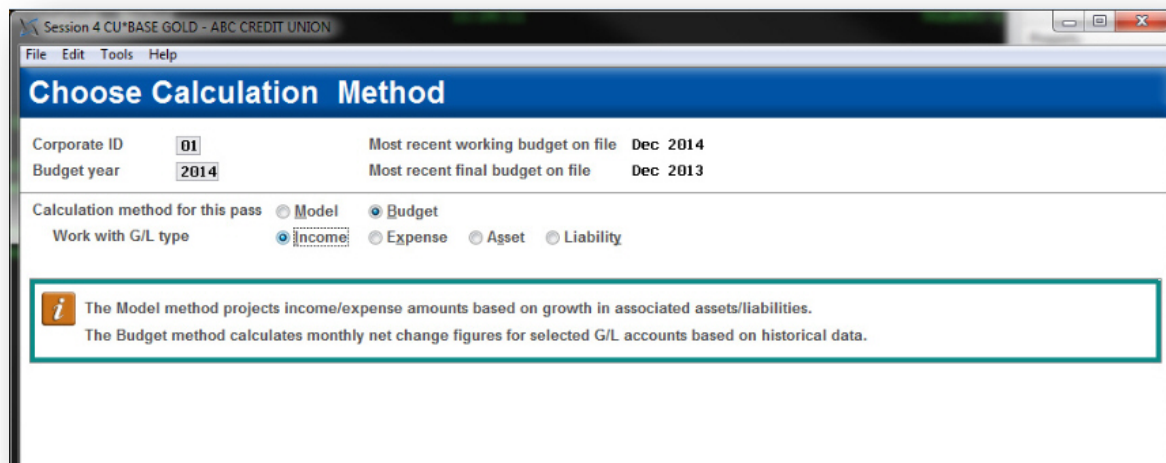 Session 4 CU*BASE GOLD - ABC CREDIT UNION
File Edit Tools Help
Choose Calculation Method
Corporate ID 01 Most recent working budget on file Dec 2014
Budget year 2014 Most recent final budget on file Dec 2013
Calculation method for this pass Model Budget
Work with G/L type Income Expense Asset Liability
i The Model method projects income/expense amounts based on growth in associated assets/liabilities.
The Budget method calculates monthly net change figures for selected G/L accounts based on historical data.